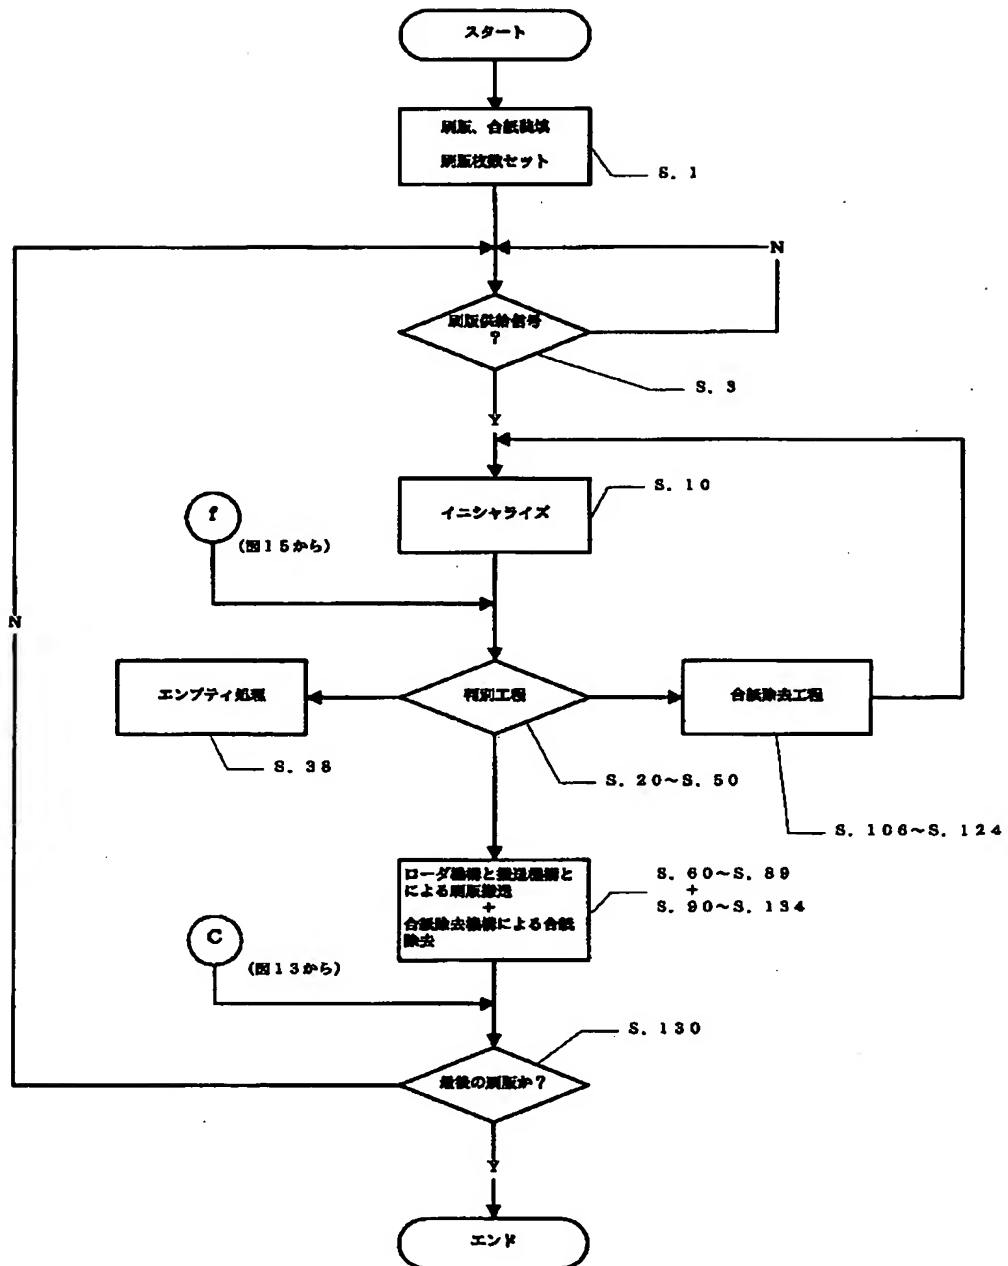 スタート
刷版、合紙装填
刷版枚数セット
S. 1
N
刷版供給信号
?
S. 3
Y
イニシャライズ
S. 10
f
(図15から)
N
エンプティ処理
判別工程
合紙除去工程
S. 38
S. 20~S. 50
S. 106~S. 124
ローダ機構と搬送機構と
による刷版搬送
+
合紙除去機構による合紙
除去
S. 60~S. 89
+
S. 90~S. 134
C
(図13から)
S. 130
最後の刷版か?
Y
エンド